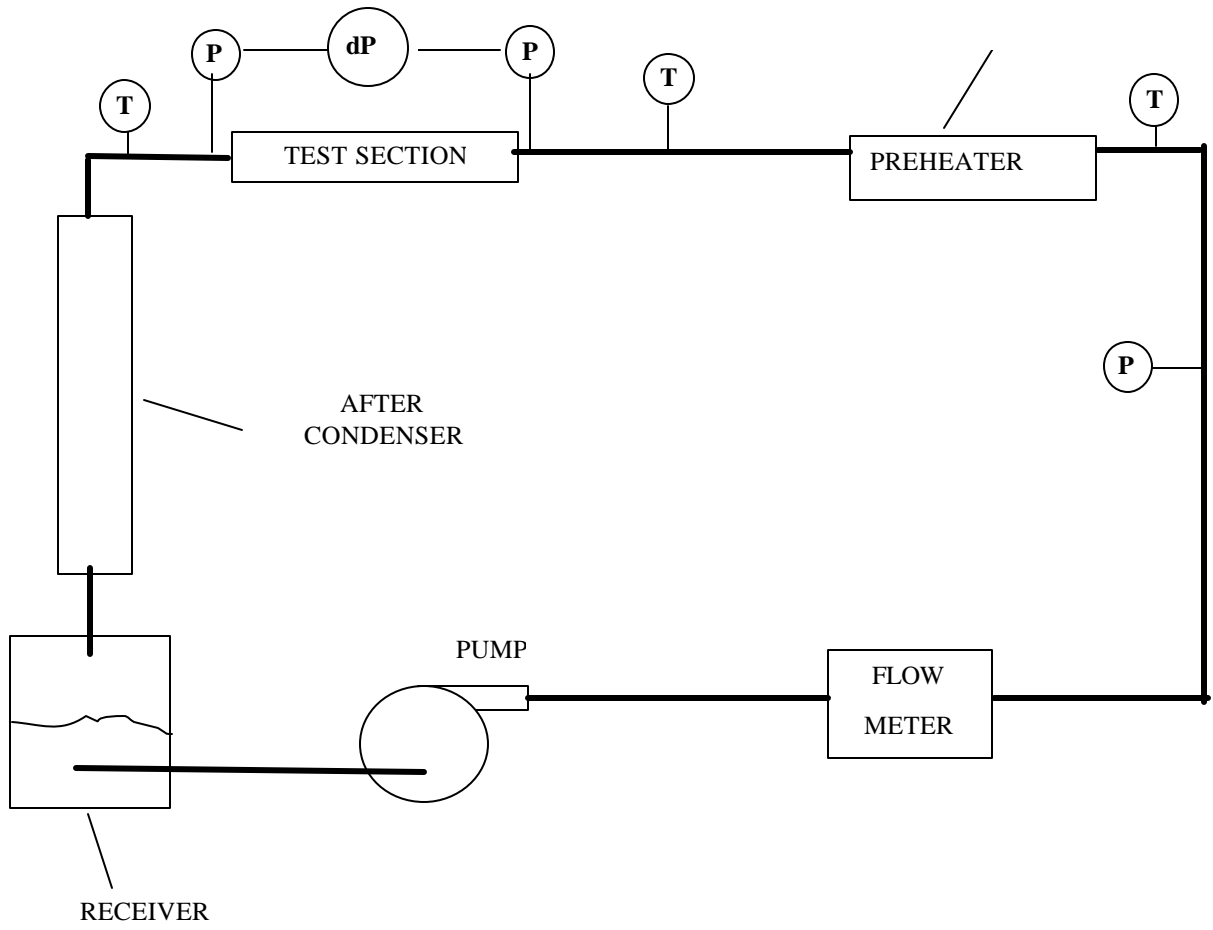 P
dP
P
T
T
T
TEST SECTION
PREHEATER
P
AFTER
CONDENSER
PUMP
FLOW
METER
RECEIVER